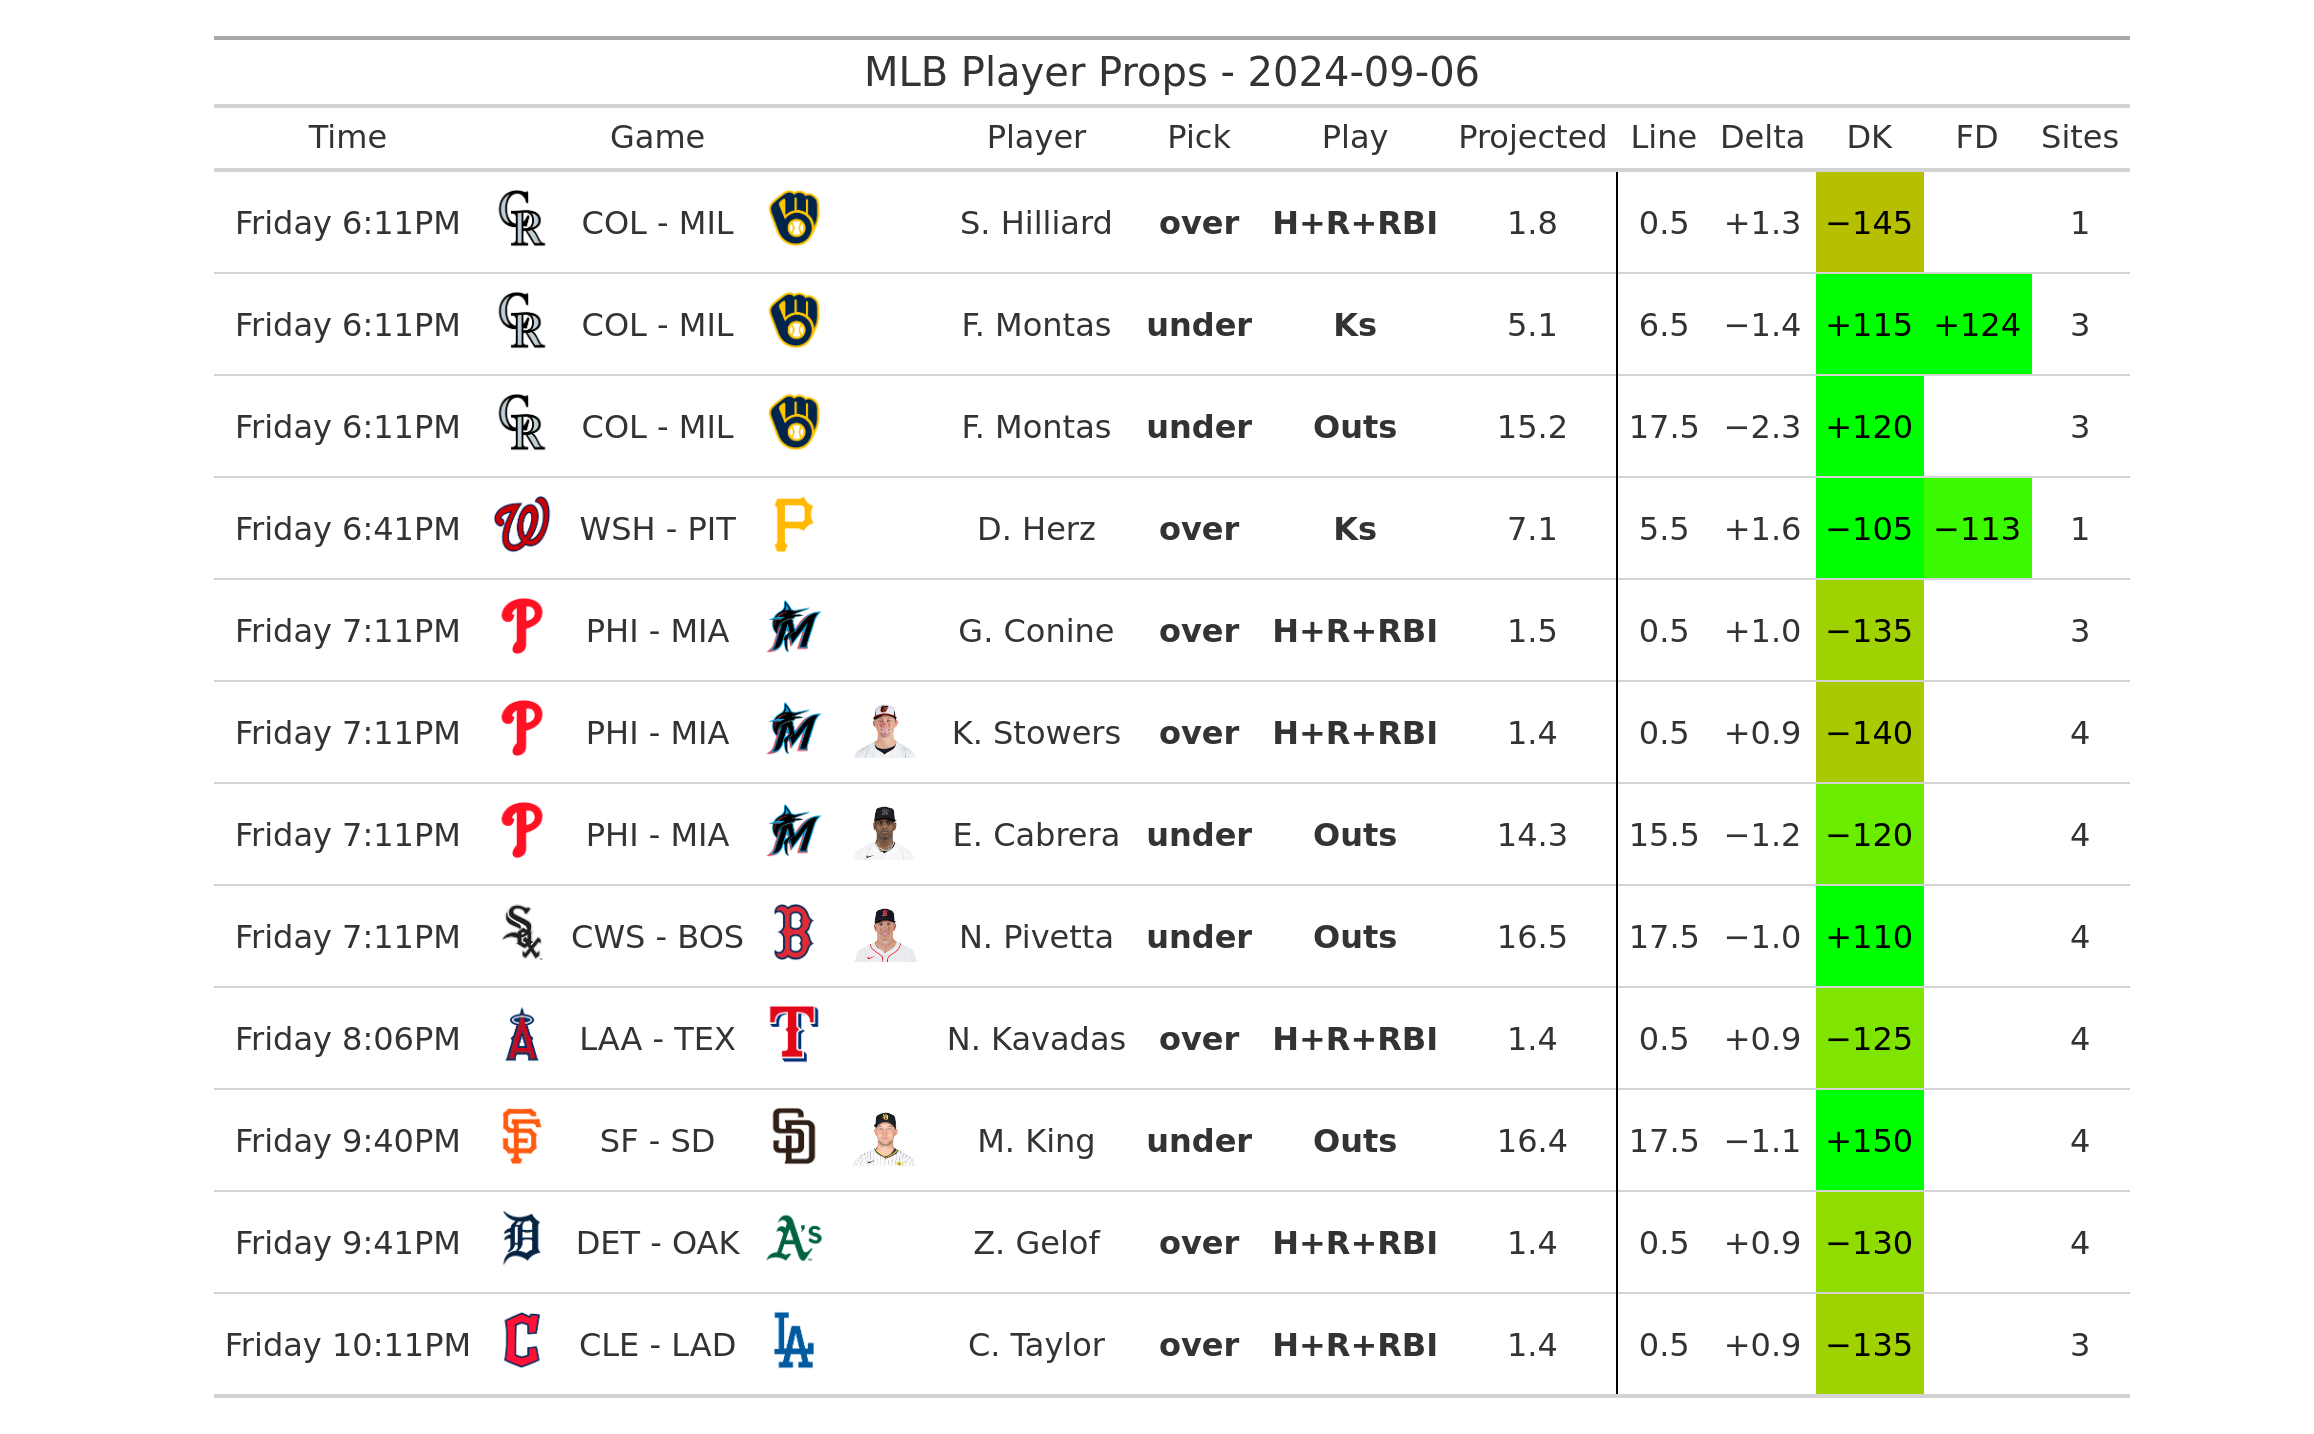 MLB Player Props - 2024-09-06
Time Game Player Pick Play Projected Line Delta DK FD Sites
Friday 6:11PM COL - MIL S. Hilliard over H+R+RBI 1.8 0.5 +1.3 −145 1
Friday 6:11PM COL - MIL F. Montas under Ks 5.1 6.5 −1.4 +115 +124 3
Friday 6:11PM COL - MIL F. Montas under Outs 15.2 17.5 −2.3 +120 3
Friday 6:41PM WSH - PIT D. Herz over Ks 7.1 5.5 +1.6 −105 −113 1
Friday 7:11PM PHI - MIA G. Conine over H+R+RBI 1.5 0.5 +1.0 −135 3
Friday 7:11PM PHI - MIA K. Stowers over H+R+RBI 1.4 0.5 +0.9 −140 4
Friday 7:11PM PHI - MIA E. Cabrera under Outs 14.3 15.5 −1.2 −120 4
Friday 7:11PM CWS - BOS N. Pivetta under Outs 16.5 17.5 −1.0 +110 4
Friday 8:06PM LAA - TEX N. Kavadas over H+R+RBI 1.4 0.5 +0.9 −125 4
Friday 9:40PM SF - SD M. King under Outs 16.4 17.5 −1.1 +150 4
Friday 9:41PM DET - OAK Z. Gelof over H+R+RBI 1.4 0.5 +0.9 −130 4
Friday 10:11PM CLE - LAD C. Taylor over H+R+RBI 1.4 0.5 +0.9 −135 3